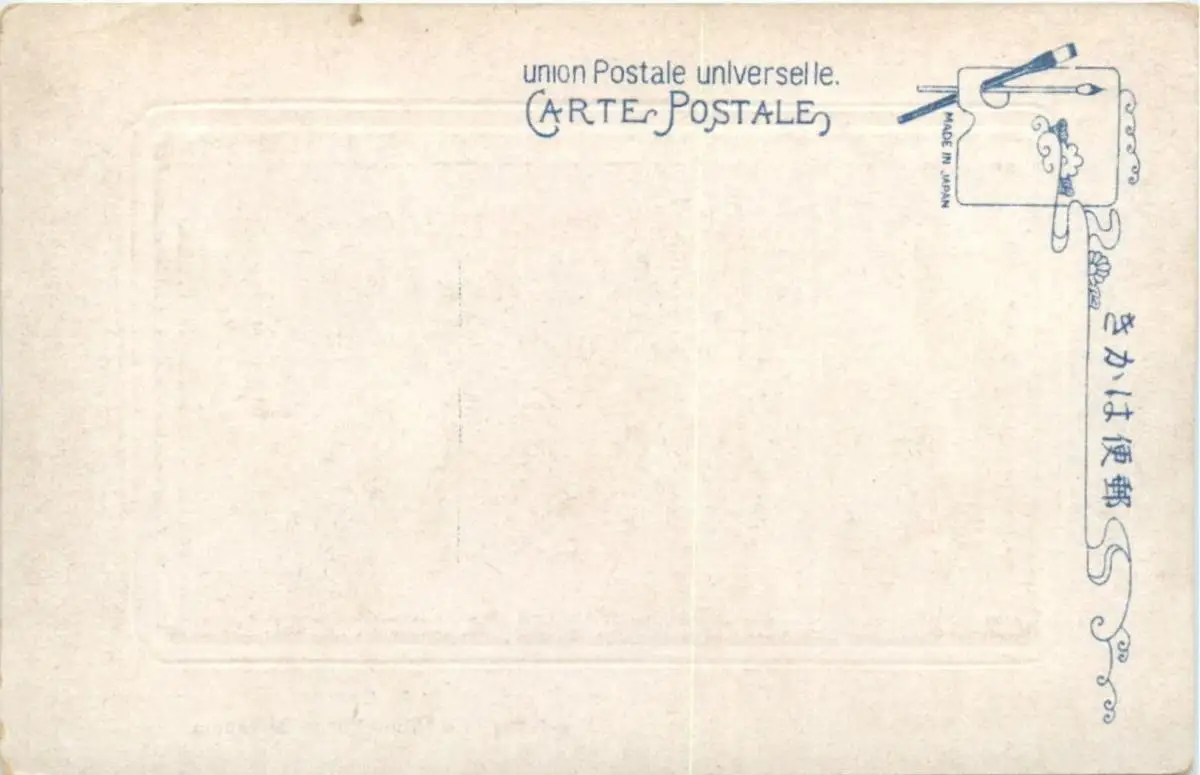 union Postale universelle.
CARTE POSTALE
MADE IN JAPAN
郵便はかき